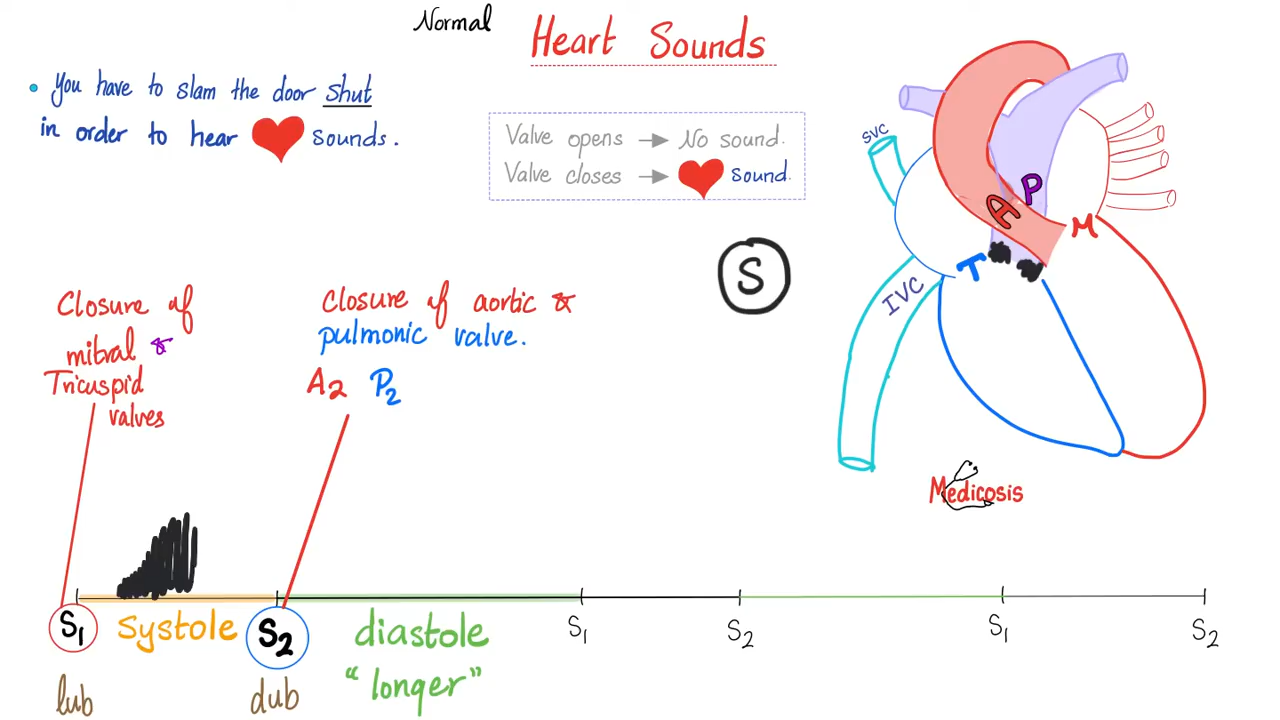 Normal
Heart Sounds
• You have to slam the door shut
in order to hear ❤ sounds.
Valve opens → No sound.
Valve closes → ❤ sound.
S
Closure of
mitral &
Tricuspid
valves
closure of aortic &
pulmonic valve.
A2 P2
SVC
IVC
A
P
T
M
Medicosis
S1
systole
S2
diastole
"longer"
lub
dub
S1
S2
S1
S2